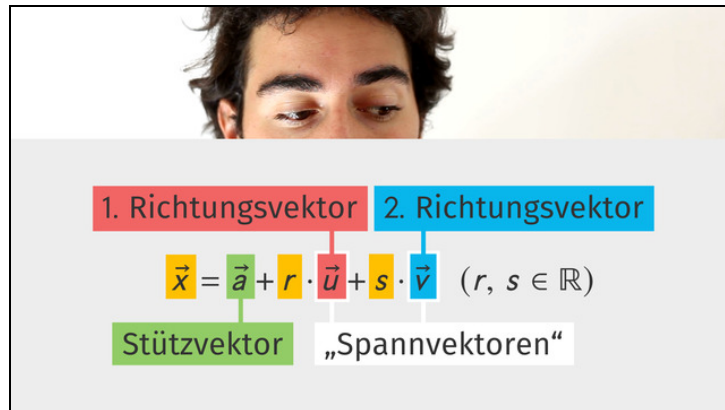 1. Richtungsvektor 2. Richtungsvektor
x⃗ = a⃗ + r · u⃗ + s · v⃗ (r, s ∈ ℝ)
Stützvektor „Spannvektoren“